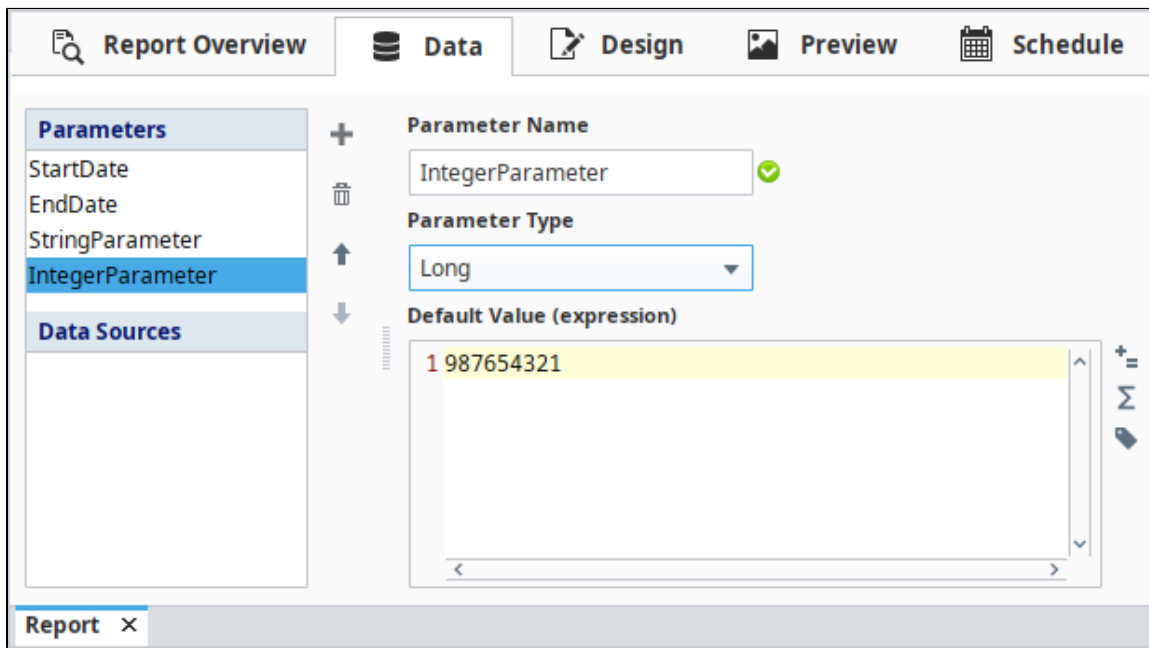 Report Overview
Data
Design
Preview
Schedule
Parameters
StartDate
EndDate
StringParameter
IntegerParameter
Data Sources
Parameter Name
IntegerParameter
Parameter Type
Long
Default Value (expression)
1 987654321
Report